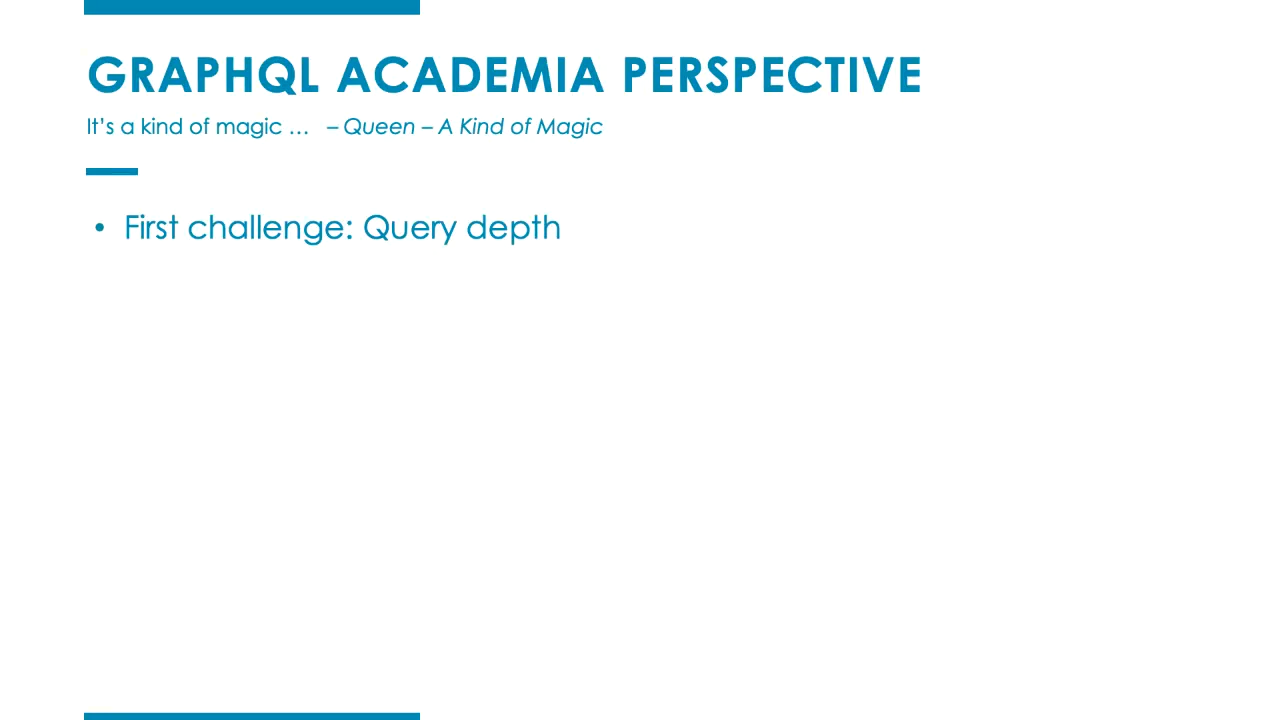 GRAPHQL ACADEMIA PERSPECTIVE
It’s a kind of magic … – Queen – A Kind of Magic
• First challenge: Query depth